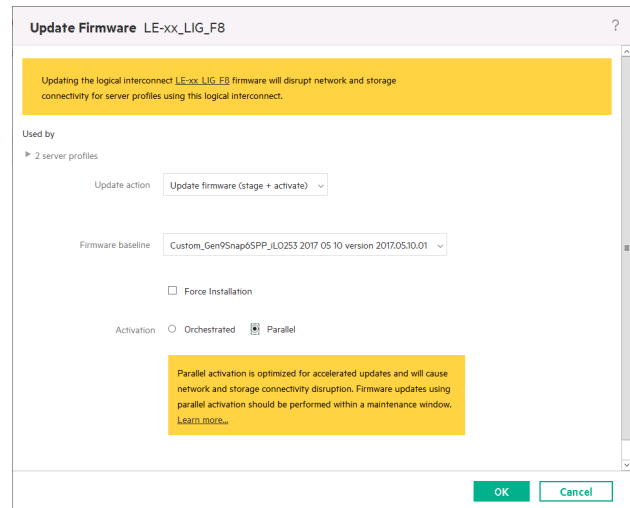 Update Firmware LE-xx_LIG_F8
?
Updating the logical interconnect LE-xx_LIG_F8 firmware will disrupt network and storage
connectivity for server profiles using this logical interconnect.
Used by
2 server profiles
Update action Update firmware (stage + activate)
Firmware baseline Custom_Gen9Snap6SPP_iLO253 2017 05 10 version 2017.05.10.01
Force Installation
Activation Orchestrated Parallel
Parallel activation is optimized for accelerated updates and will cause
network and storage connectivity disruption. Firmware updates using
parallel activation should be performed within a maintenance window.
Learn more...
OK Cancel